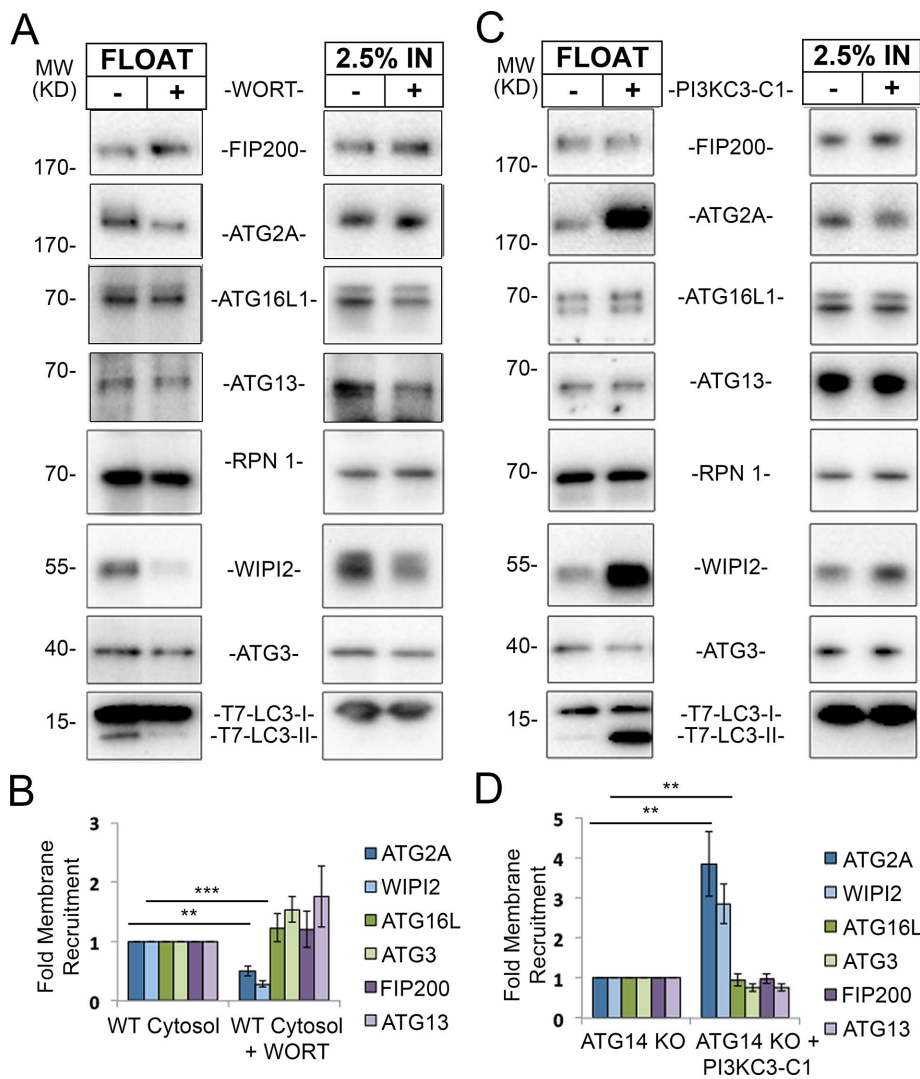 A
FLOAT
2.5% IN
MW
(KD)
- + -WORT- - +
170- -FIP200-
170- -ATG2A-
70- -ATG16L1-
70- -ATG13-
70- -RPN 1-
55- -WIPI2-
40- -ATG3-
15- -T7-LC3-I-
-T7-LC3-II-
C
FLOAT
2.5% IN
MW
(KD)
- + -PI3KC3-C1- - +
170- -FIP200-
170- -ATG2A-
70- -ATG16L1-
70- -ATG13-
70- -RPN 1-
55- -WIPI2-
40- -ATG3-
15- -T7-LC3-I-
-T7-LC3-II-
B
Fold Membrane
Recruitment
3
2
1
0
***
**
WT Cytosol
WT Cytosol
+ WORT
ATG2A
WIPI2
ATG16L
ATG3
FIP200
ATG13
D
Fold Membrane
Recruitment
5
4
3
2
1
0
**
**
ATG14 KO
ATG14 KO +
PI3KC3-C1
ATG2A
WIPI2
ATG16L
ATG3
FIP200
ATG13